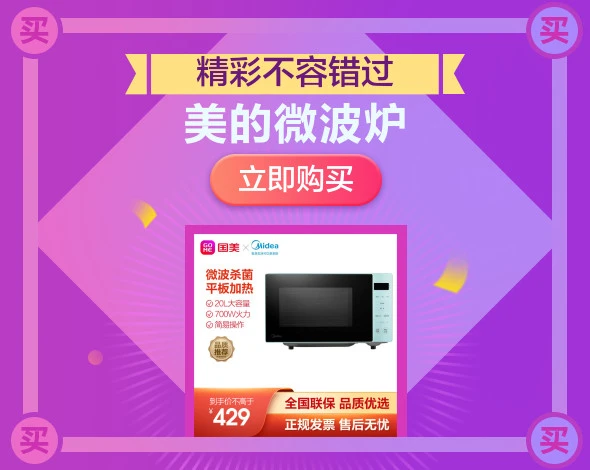 买
买
精彩不容错过
美的微波炉
立即购买
GOME 国美 × Midea
微波杀菌
平板加热
20L大容量
700W火力
简易操作
品质
推荐
到手价不高于
¥429
全国联保 品质优选
正规发票 售后无忧
买
买